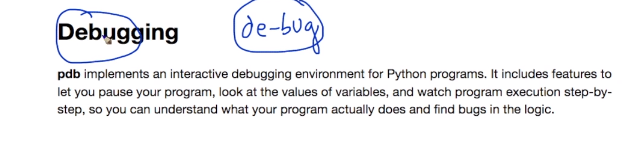 Debugging de-bug
pdb implements an interactive debugging environment for Python programs. It includes features to
let you pause your program, look at the values of variables, and watch program execution step-by-
step, so you can understand what your program actually does and find bugs in the logic.